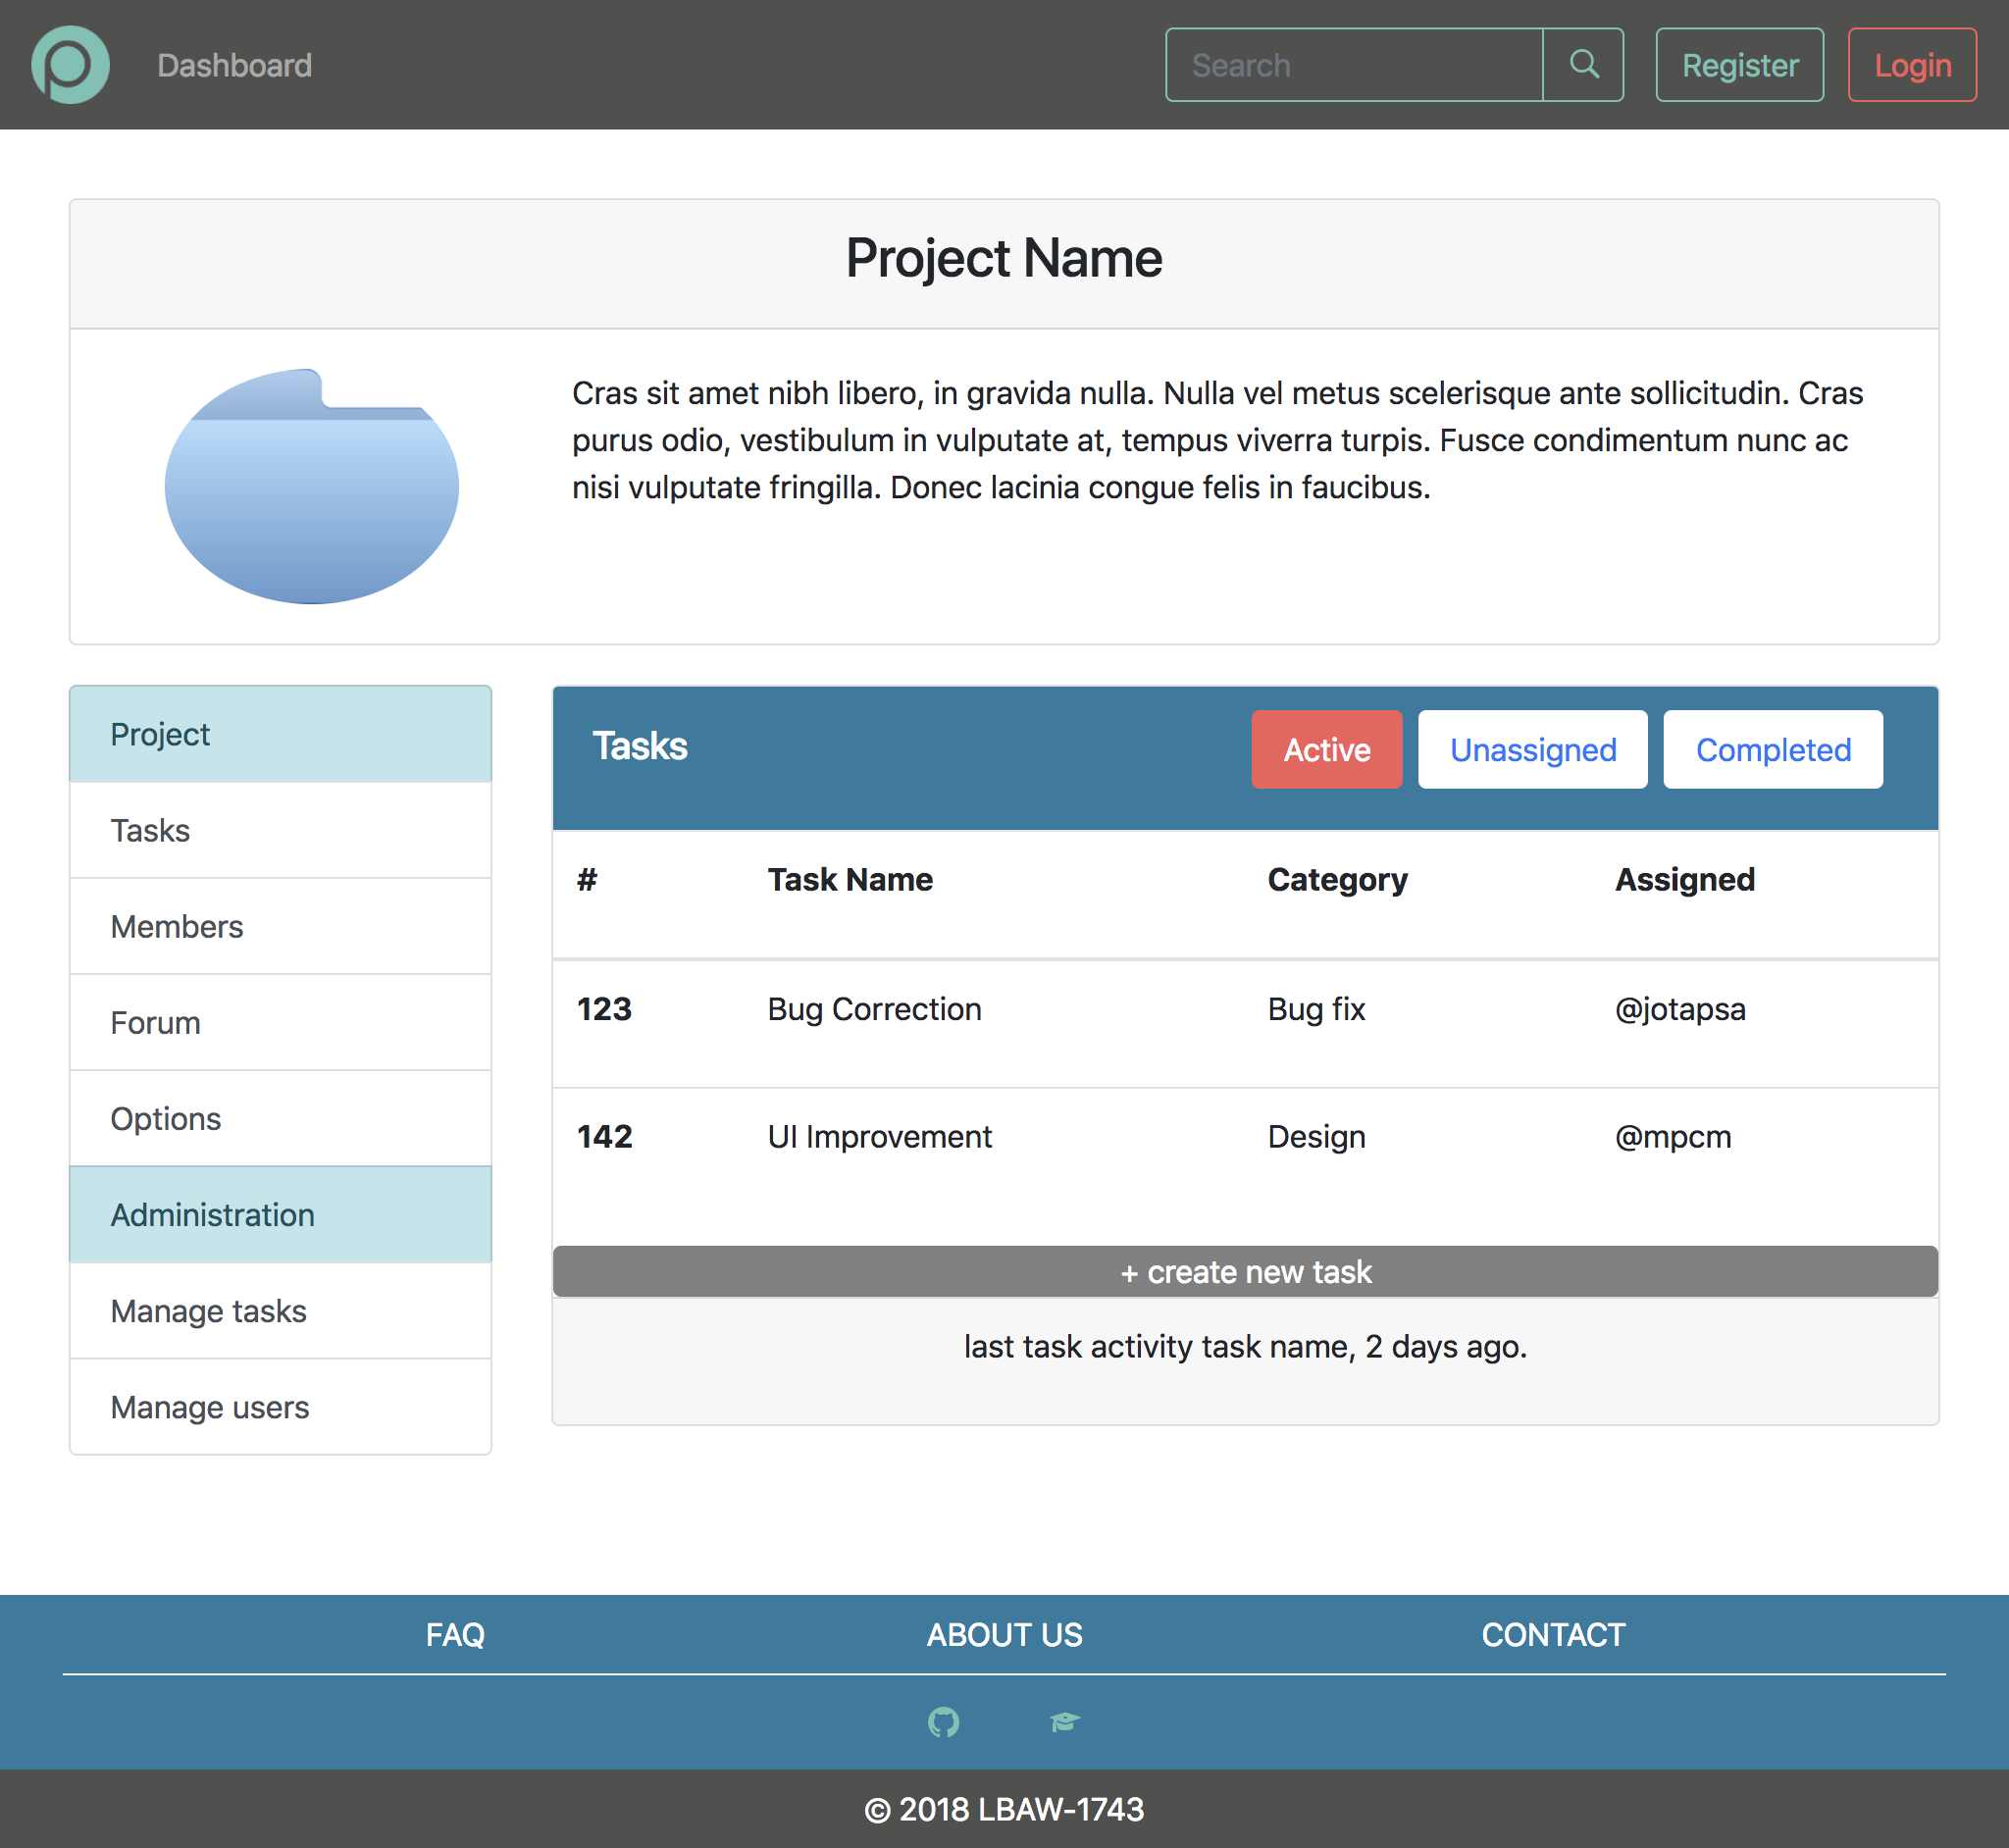 Dashboard
Search
Register
Login
Project Name
Cras sit amet nibh libero, in gravida nulla. Nulla vel metus scelerisque ante sollicitudin. Cras
purus odio, vestibulum in vulputate at, tempus viverra turpis. Fusce condimentum nunc ac
nisi vulputate fringilla. Donec lacinia congue felis in faucibus.
Project
Tasks
Members
Forum
Options
Administration
Manage tasks
Manage users
Tasks
Active
Unassigned
Completed
# Task Name Category Assigned
123 Bug Correction Bug fix @jotapsa
142 UI Improvement Design @mpcm
+ create new task
last task activity task name, 2 days ago.
FAQ
ABOUT US
CONTACT
© 2018 LBAW-1743